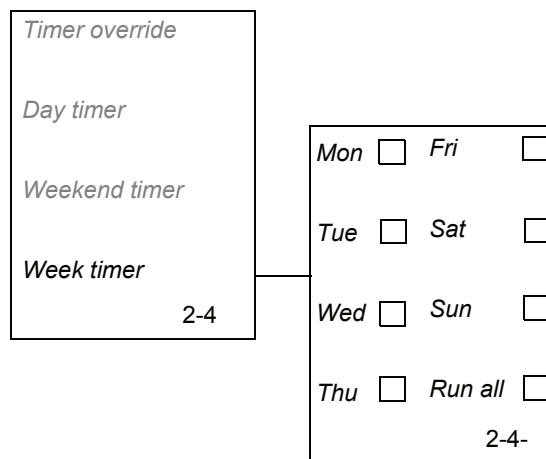 Timer override
Day timer
Weekend timer
Week timer
2-4
Mon Fri
Tue Sat
Wed Sun
Thu Run all
2-4-